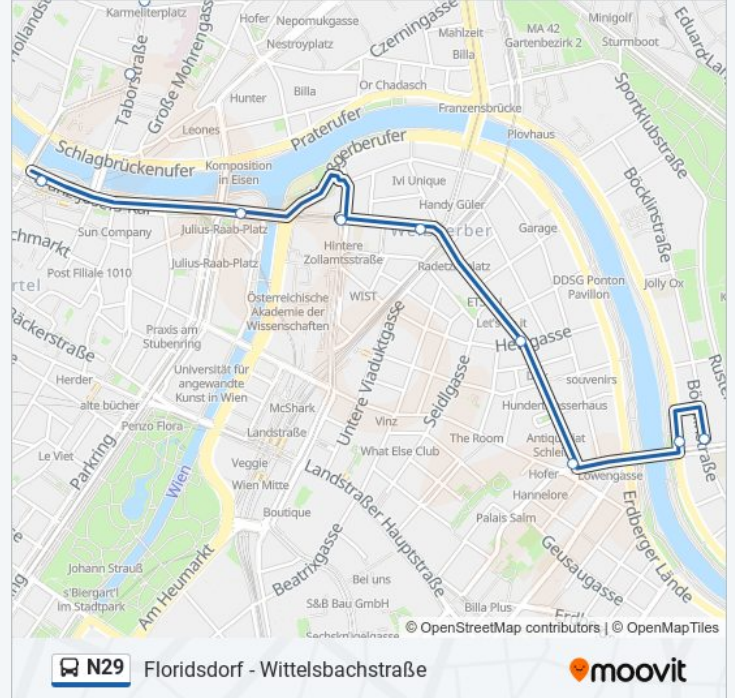 Karmeliterplatz
Hofer
Nepomukgasse
Nestroyplatz
Czerningasse
Mahlzeit
Billa
MA 42
Gartenbezirk 2
Minigolf
Sturmboot
Taborstraße
Große Mohrengasse
Hunter
Billa
Or Chadasch
Franzensbrücke
Leones
Praterufer
Plövhaus
Sportklubstraße
Schlagbrückenufer
Komposition
in Eisen
Ivi Unique
Handy Güler
Böcklinstraße
Sun Company
Julius-Raab-Platz
Hintere
Zollamtsstraße
Garage
Post Filiale 1010
Julius-Raab-Platz
DDSG Ponton
Pavillon
Jolly Ox
Österreichische
Akademie der
Wissenschaften
WIST
Praxis am
Stubenring
Universität für
angewandte
Kunst in Wien
Untere Viaduktgasse
Seidlgasse
souvenirs
Herder
alte bücher
McShark
Penzo Flora
Landstraße
Vinz
Le Viet
Parkring
Veggie
What Else Club
The Room
Wien Mitte
Wien
Hofer
Löwengasse
Hannelore
Landstraßer Hauptstraße
Boutique
Palais Salm
Erdberger Lände
Geusaugasse
Johann Strauß
s'Biergart'l
Im Stadtpark
Am Heumarkt
Beatrixgasse
Bel uns
S&B Bau GmbH
Billa Plus
© OpenStreetMap contributors | © OpenMapTiles
N29 Floridsdorf - Wittelsbachstraße
moovit